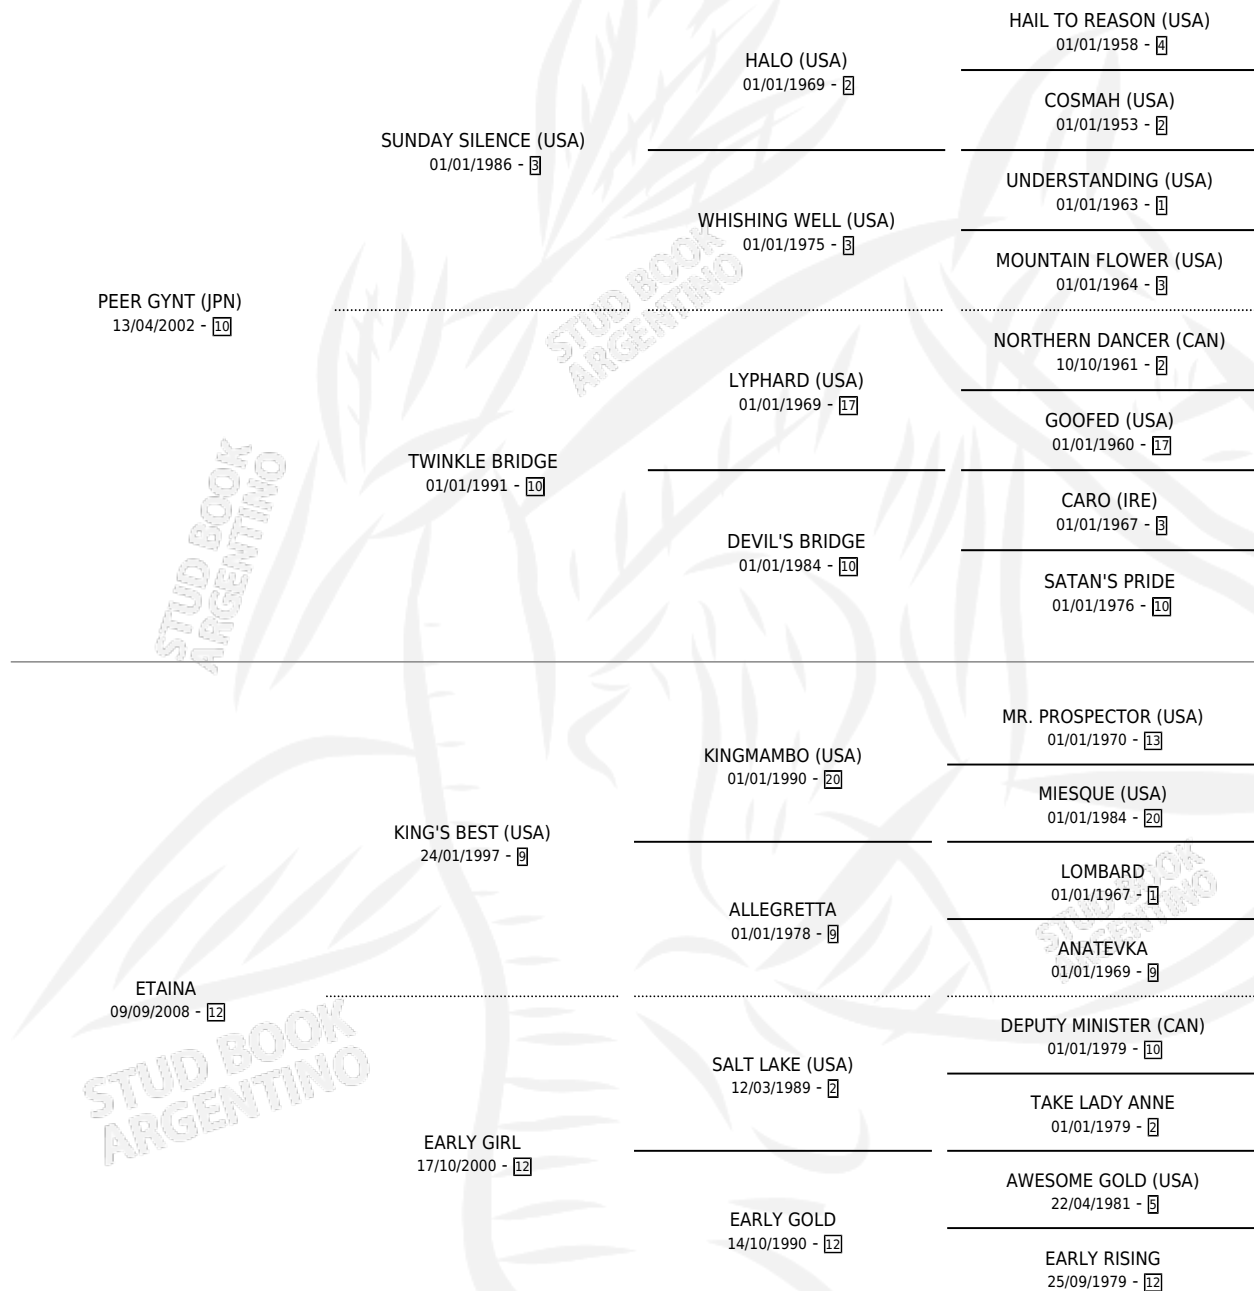 HAIL TO REASON (USA)
01/01/1958 - 4
HALO (USA)
01/01/1969 - 2
COSMAH (USA)
01/01/1953 - 2
SUNDAY SILENCE (USA)
01/01/1986 - 3
UNDERSTANDING (USA)
01/01/1963 - 1
WHISHING WELL (USA)
01/01/1975 - 3
MOUNTAIN FLOWER (USA)
01/01/1964 - 3
PEER GYNT (JPN)
13/04/2002 - 10
NORTHERN DANCER (CAN)
10/10/1961 - 2
LYPHARD (USA)
01/01/1969 - 17
GOOFED (USA)
01/01/1960 - 17
TWINKLE BRIDGE
01/01/1991 - 10
CARO (IRE)
01/01/1967 - 3
DEVIL'S BRIDGE
01/01/1984 - 10
SATAN'S PRIDE
01/01/1976 - 10
MR. PROSPECTOR (USA)
01/01/1970 - 13
KINGMAMBO (USA)
01/01/1990 - 20
MIESQUE (USA)
01/01/1984 - 20
KING'S BEST (USA)
24/01/1997 - 9
LOMBARD
01/01/1967 - 1
ALLEGRETTA
01/01/1978 - 9
ANATEVKA
01/01/1969 - 9
ETAINA
09/09/2008 - 12
DEPUTY MINISTER (CAN)
01/01/1979 - 10
SALT LAKE (USA)
12/03/1989 - 2
TAKE LADY ANNE
01/01/1979 - 2
EARLY GIRL
17/10/2000 - 12
AWESOME GOLD (USA)
22/04/1981 - 5
EARLY GOLD
14/10/1990 - 12
EARLY RISING
25/09/1979 - 12
STUD BOOK
ARGENTINO
STUD BOOK
ARGENTINO
STUD BOOK
ARGENTINO
STUD BOOK
ARGENTINO